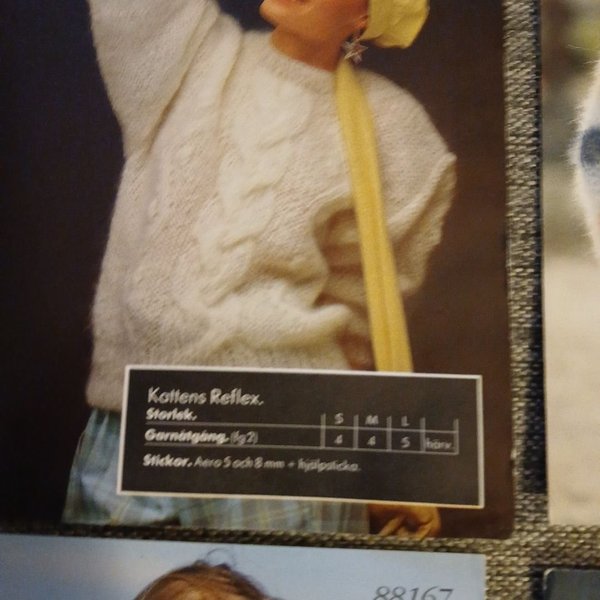 Kattens Reflex.
Storlek. S M L
Garnåtgång. (fg 2) 4 4 5 härv.
Stickor. Aero 5 och 8 mm + hjälpsticka.
88167